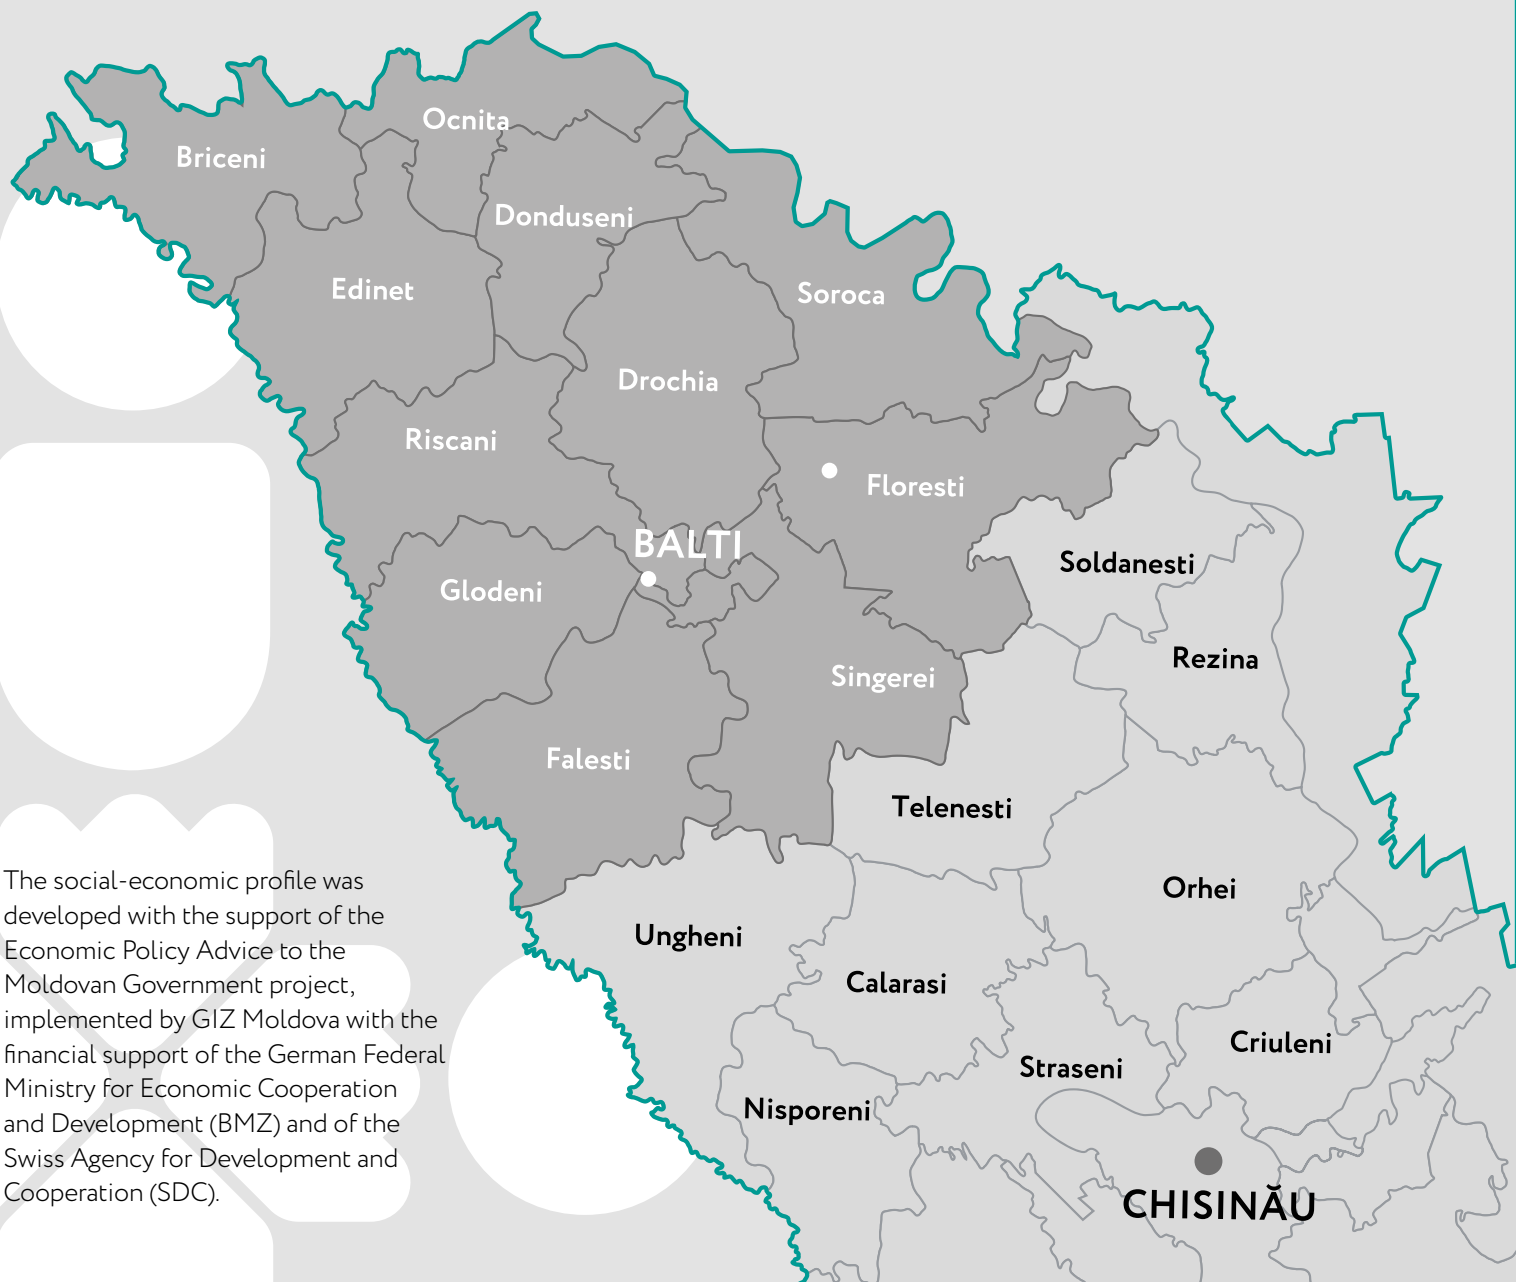 Ocnita
Briceni
Donduseni
Edinet
Soroca
Drochia
Riscani
Floresti
BALTI
Soldanesti
Glodeni
Rezina
Singerei
Falesti
Telenesti
Orhei
Ungheni
Calarasi
Criuleni
Straseni
Nisporeni
CHISINĂU
The social-economic profile was
developed with the support of the
Economic Policy Advice to the
Moldovan Government project,
implemented by GIZ Moldova with the
financial support of the German Federal
Ministry for Economic Cooperation
and Development (BMZ) and of the
Swiss Agency for Development and
Cooperation (SDC).